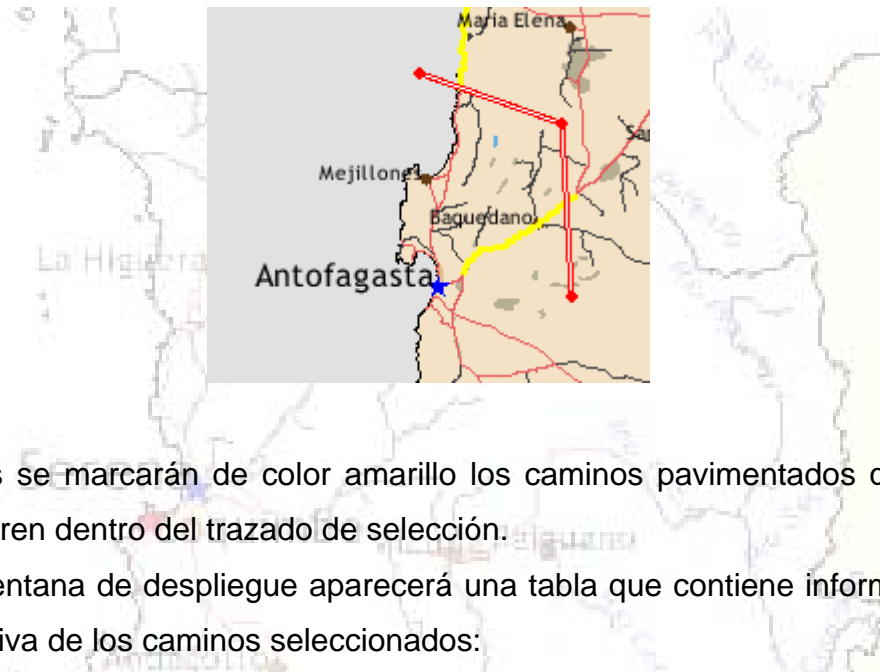 María Elena
Mejillones
Baquedano
Antofagasta
La Higuera
s se marcarán de color amarillo los caminos pavimentados
ren dentro del trazado de selección.
entana de despliegue aparecerá una tabla que contiene inform
iva de los caminos seleccionados: